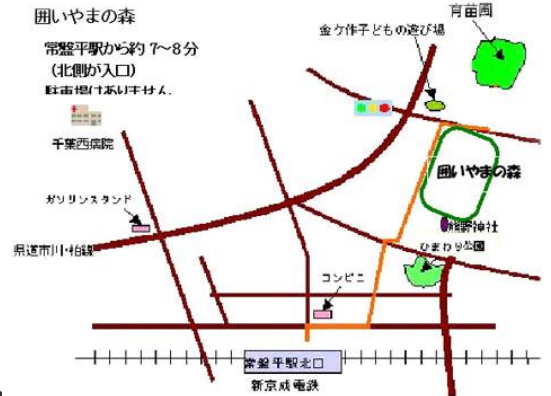 囲いやまの森
常盤平駅から約 7～8分
（北側が入口）
駐車場はありません
育苗圃
金ケ作子どもの遊び場
千葉西病院
囲いやまの森
ガソリンスタンド
熊野神社
県道市川・柏線
ひまわり公園
コンビニ
常盤平駅北口
新京成電鉄